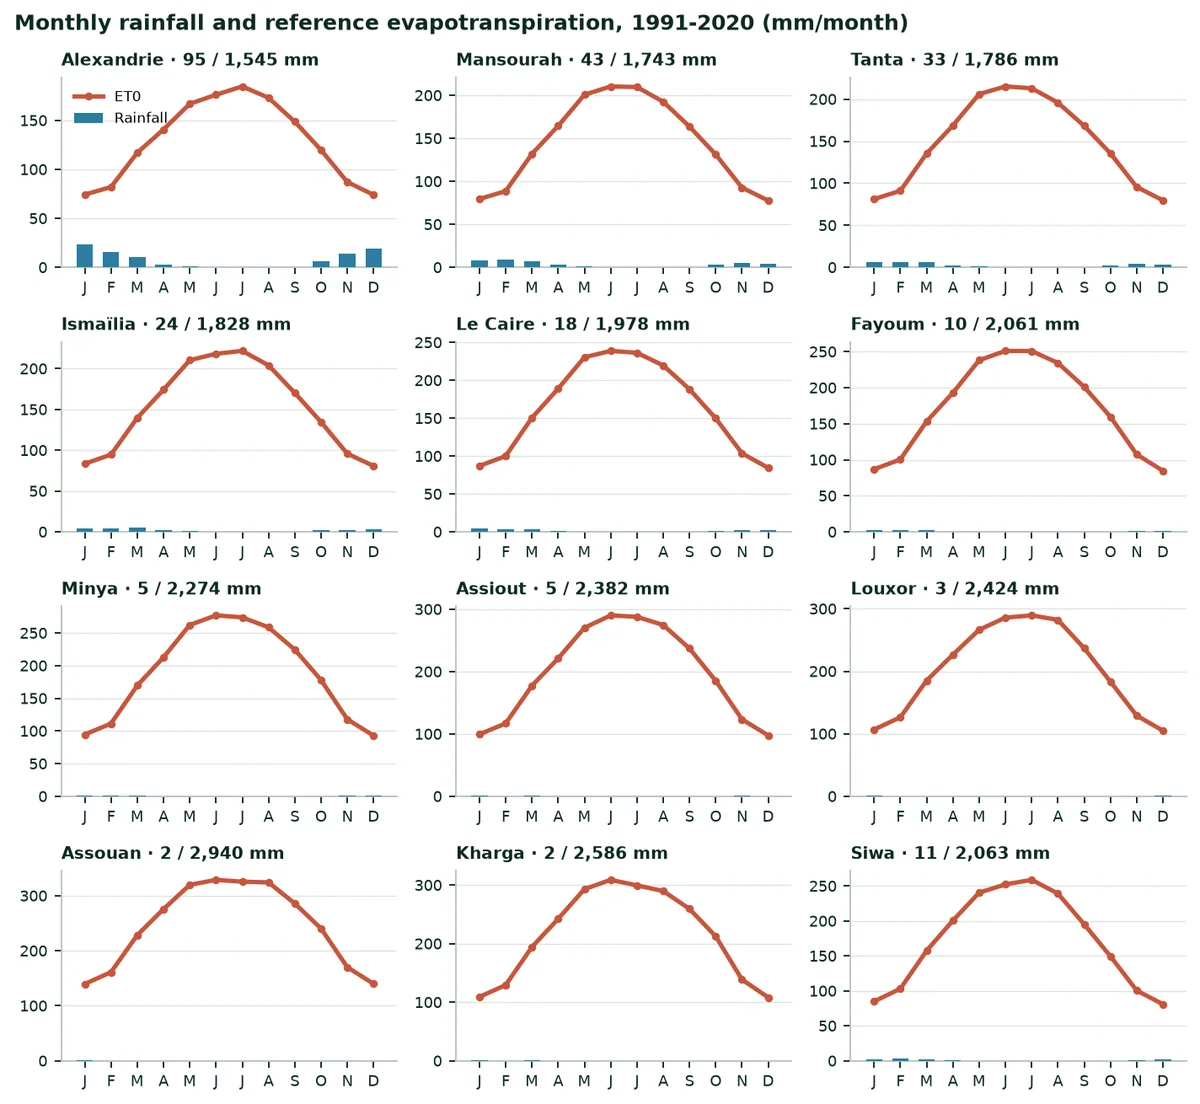 Monthly rainfall and reference evapotranspiration, 1991-2020 (mm/month)
Alexandrie · 95 / 1,545 mm
ET0
Rainfall
150
100
50
0
J F M A M J J A S O N D
Mansourah · 43 / 1,743 mm
200
150
100
50
0
J F M A M J J A S O N D
Tanta · 33 / 1,786 mm
200
150
100
50
0
J F M A M J J A S O N D
Ismaïlia · 24 / 1,828 mm
200
150
100
50
0
J F M A M J J A S O N D
Le Caire · 18 / 1,978 mm
250
200
150
100
50
0
J F M A M J J A S O N D
Fayoum · 10 / 2,061 mm
250
200
150
100
50
0
J F M A M J J A S O N D
Minya · 5 / 2,274 mm
250
200
150
100
50
0
J F M A M J J A S O N D
Assiout · 5 / 2,382 mm
300
200
100
0
J F M A M J J A S O N D
Louxor · 3 / 2,424 mm
300
200
100
0
J F M A M J J A S O N D
Assouan · 2 / 2,940 mm
300
200
100
0
J F M A M J J A S O N D
Kharga · 2 / 2,586 mm
300
200
100
0
J F M A M J J A S O N D
Siwa · 11 / 2,063 mm
250
200
150
100
50
0
J F M A M J J A S O N D